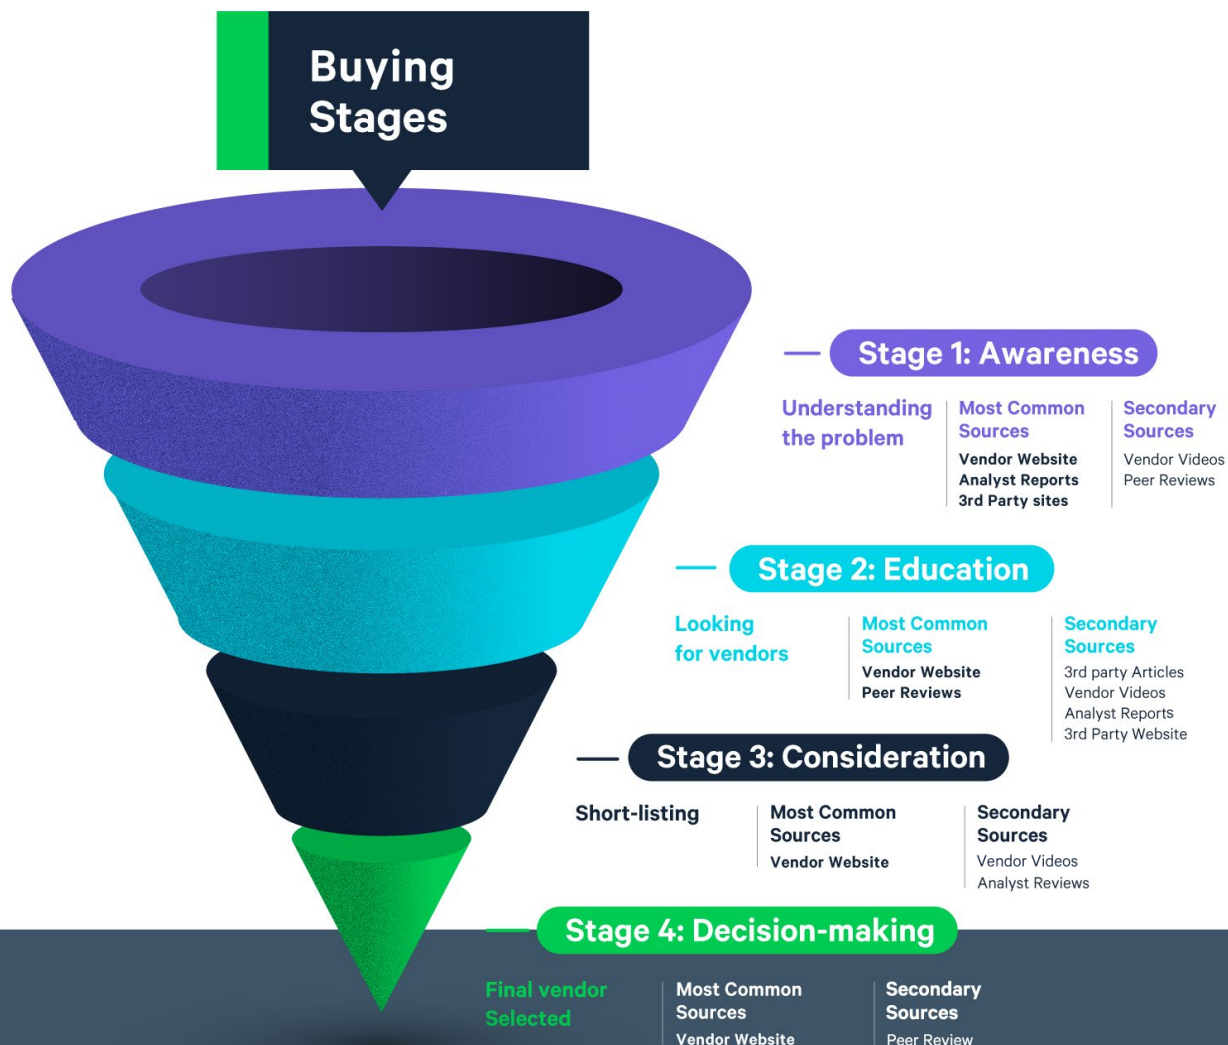 Buying
Stages
Stage 1: Awareness
Understanding
the problem
Most Common
Sources
Vendor Website
Analyst Reports
3rd Party sites
Secondary
Sources
Vendor Videos
Peer Reviews
Stage 2: Education
Looking
for vendors
Most Common
Sources
Vendor Website
Peer Reviews
Secondary
Sources
3rd party Articles
Vendor Videos
Analyst Reports
3rd Party Website
Stage 3: Consideration
Short-listing
Most Common
Sources
Vendor Website
Secondary
Sources
Vendor Videos
Analyst Reviews
Stage 4: Decision-making
Final vendor
Selected
Most Common
Sources
Vendor Website
Secondary
Sources
Peer Review